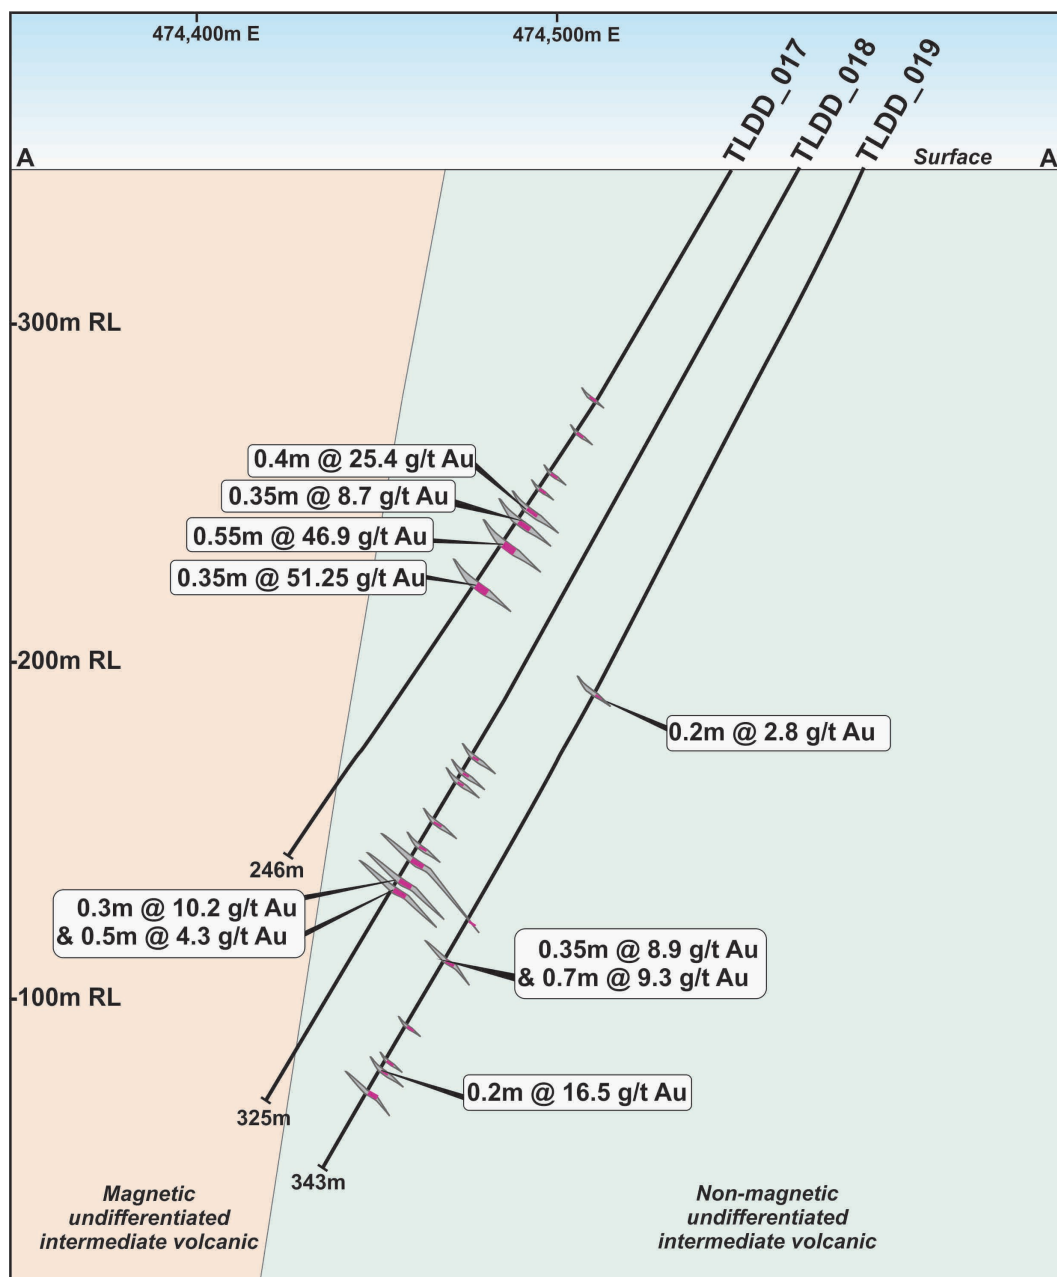 474,400m E
474,500m E
TLDD_017
TLDD_018
TLDD_019
A
Surface
A
300m RL
0.4m @ 25.4 g/t Au
0.35m @ 8.7 g/t Au
0.55m @ 46.9 g/t Au
0.35m @ 51.25 g/t Au
200m RL
0.2m @ 2.8 g/t Au
246m
0.3m @ 10.2 g/t Au
& 0.5m @ 4.3 g/t Au
0.35m @ 8.9 g/t Au
& 0.7m @ 9.3 g/t Au
100m RL
0.2m @ 16.5 g/t Au
325m
343m
Magnetic
undifferentiated
intermediate volcanic
Non-magnetic
undifferentiated
intermediate volcanic